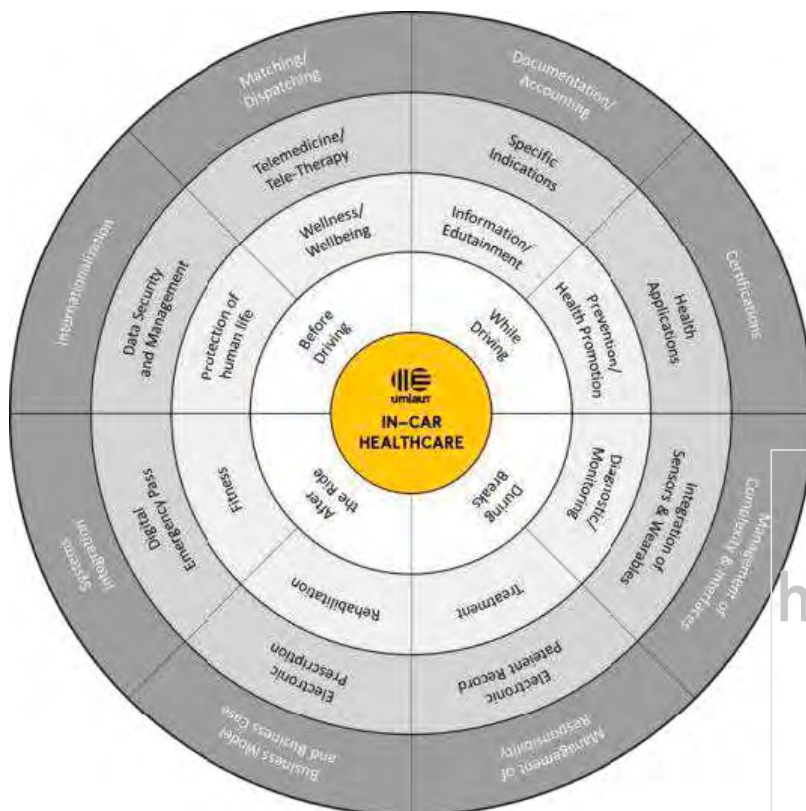 Matching/
Dispatching
Documentation/
Accounting
Certifications
Management of
Complexity & Interfaces
Management of
Responsibility
Business Model
and Business Case
Systems
Integration
Internationalization
Telemedicine/
Tele-Therapy
Specific
Indications
Health
Applications
Integration of
Sensors & Wearables
Electronic
Pateient Record
Electronic
Prescription
Digital
Emergency Pass
Data Security
and Management
Wellness/
Wellbeing
Information/
Edutainment
Prevention/
Health Promotion
Diagnostic/
Monitoring
Treatment
Rehabilitation
Fitness
Protection of
human life
Before
Driving
While
Driving
During
Breaks
After
the Ride
umlaut
IN-CAR
HEALTHCARE
h